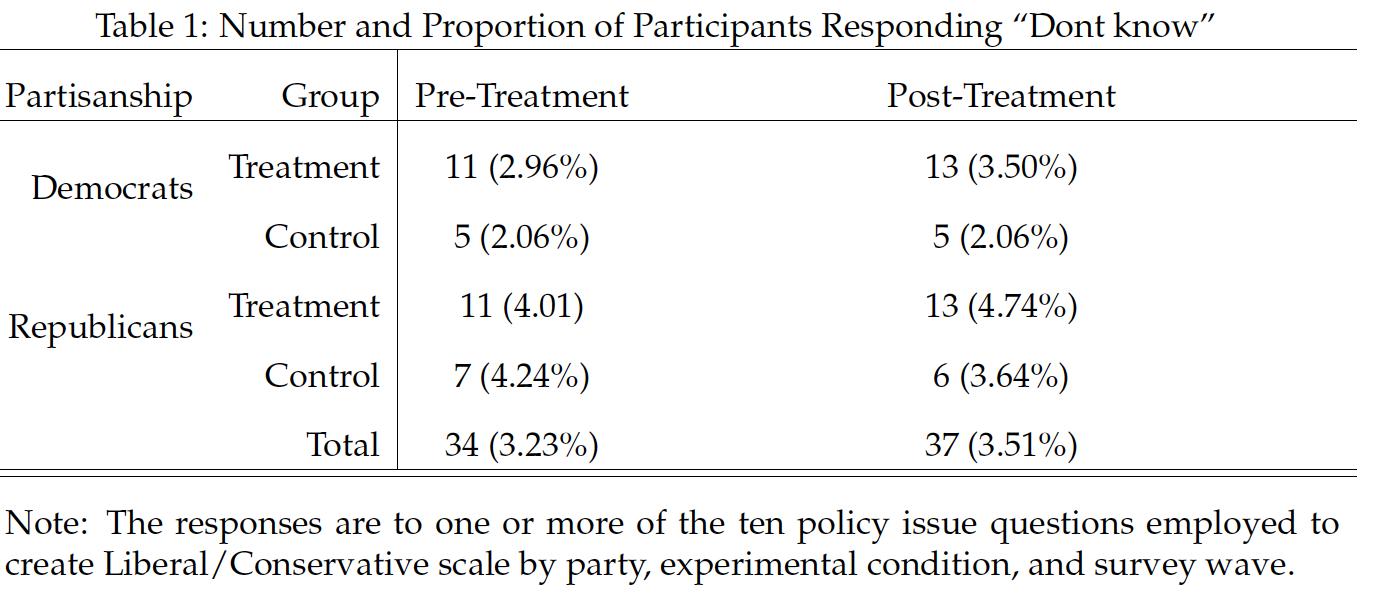 Table 1: Number and Proportion of Participants Responding “Dont know”
Partisanship Group Pre-Treatment Post-Treatment
Democrats Treatment 11 (2.96%) 13 (3.50%)
Control 5 (2.06%) 5 (2.06%)
Republicans Treatment 11 (4.01) 13 (4.74%)
Control 7 (4.24%) 6 (3.64%)
Total 34 (3.23%) 37 (3.51%)
Note: The responses are to one or more of the ten policy issue questions employed to
create Liberal/Conservative scale by party, experimental condition, and survey wave.